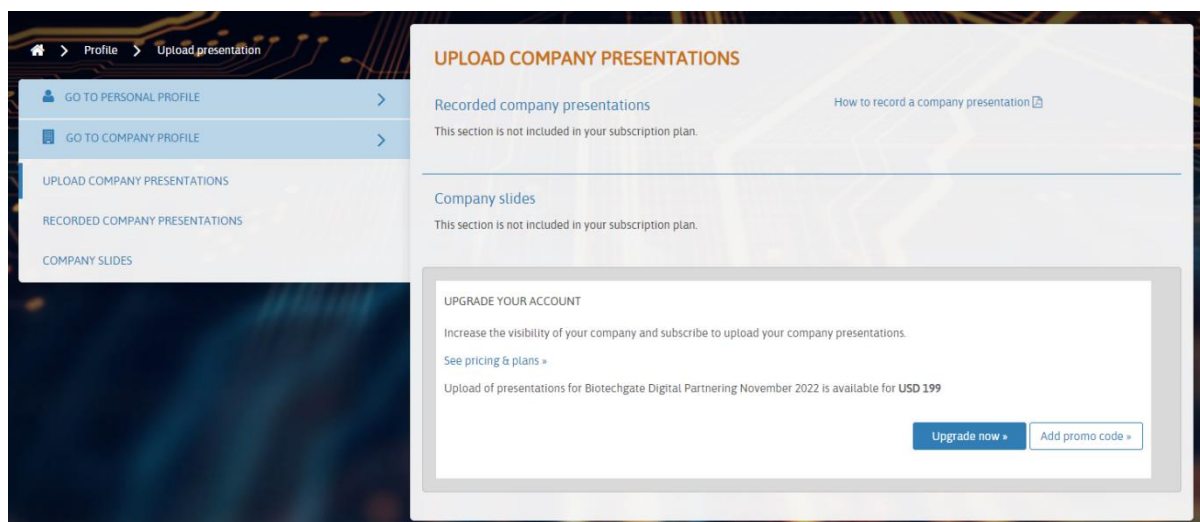 Profile > Upload presentation
GO TO PERSONAL PROFILE
GO TO COMPANY PROFILE
UPLOAD COMPANY PRESENTATIONS
RECORDED COMPANY PRESENTATIONS
COMPANY SLIDES
UPLOAD COMPANY PRESENTATIONS
Recorded company presentations
How to record a company presentation
This section is not included in your subscription plan.
Company slides
This section is not included in your subscription plan.
UPGRADE YOUR ACCOUNT
Increase the visibility of your company and subscribe to upload your company presentations.
See pricing & plans »
Upload of presentations for Biotechgate Digital Partnering November 2022 is available for USD 199
Upgrade now »
Add promo code »